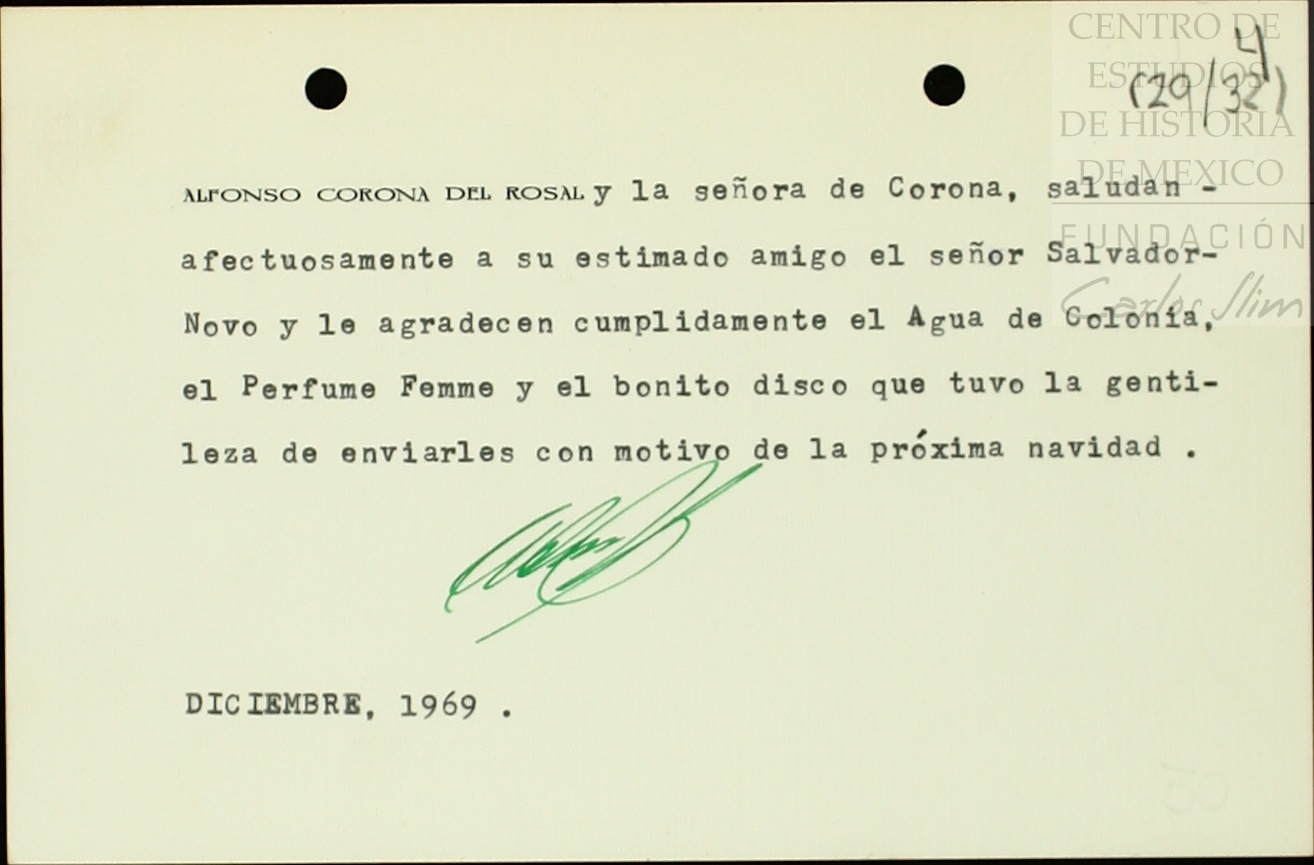 CENTRO DE
ESTUDIOS
DE HISTORIA
DE MEXICO
FUNDACIÓN
Carlos Slim
4
(29/32)
ALFONSO CORONA DEL ROSAL y la señora de Corona, saludan -
afectuosamente a su estimado amigo el señor Salvador-
Novo y le agradecen cumplidamente el Agua de Colonia,
el Perfume Femme y el bonito disco que tuvo la genti-
leza de enviarles con motivo de la próxima navidad .
DICIEMBRE, 1969 .